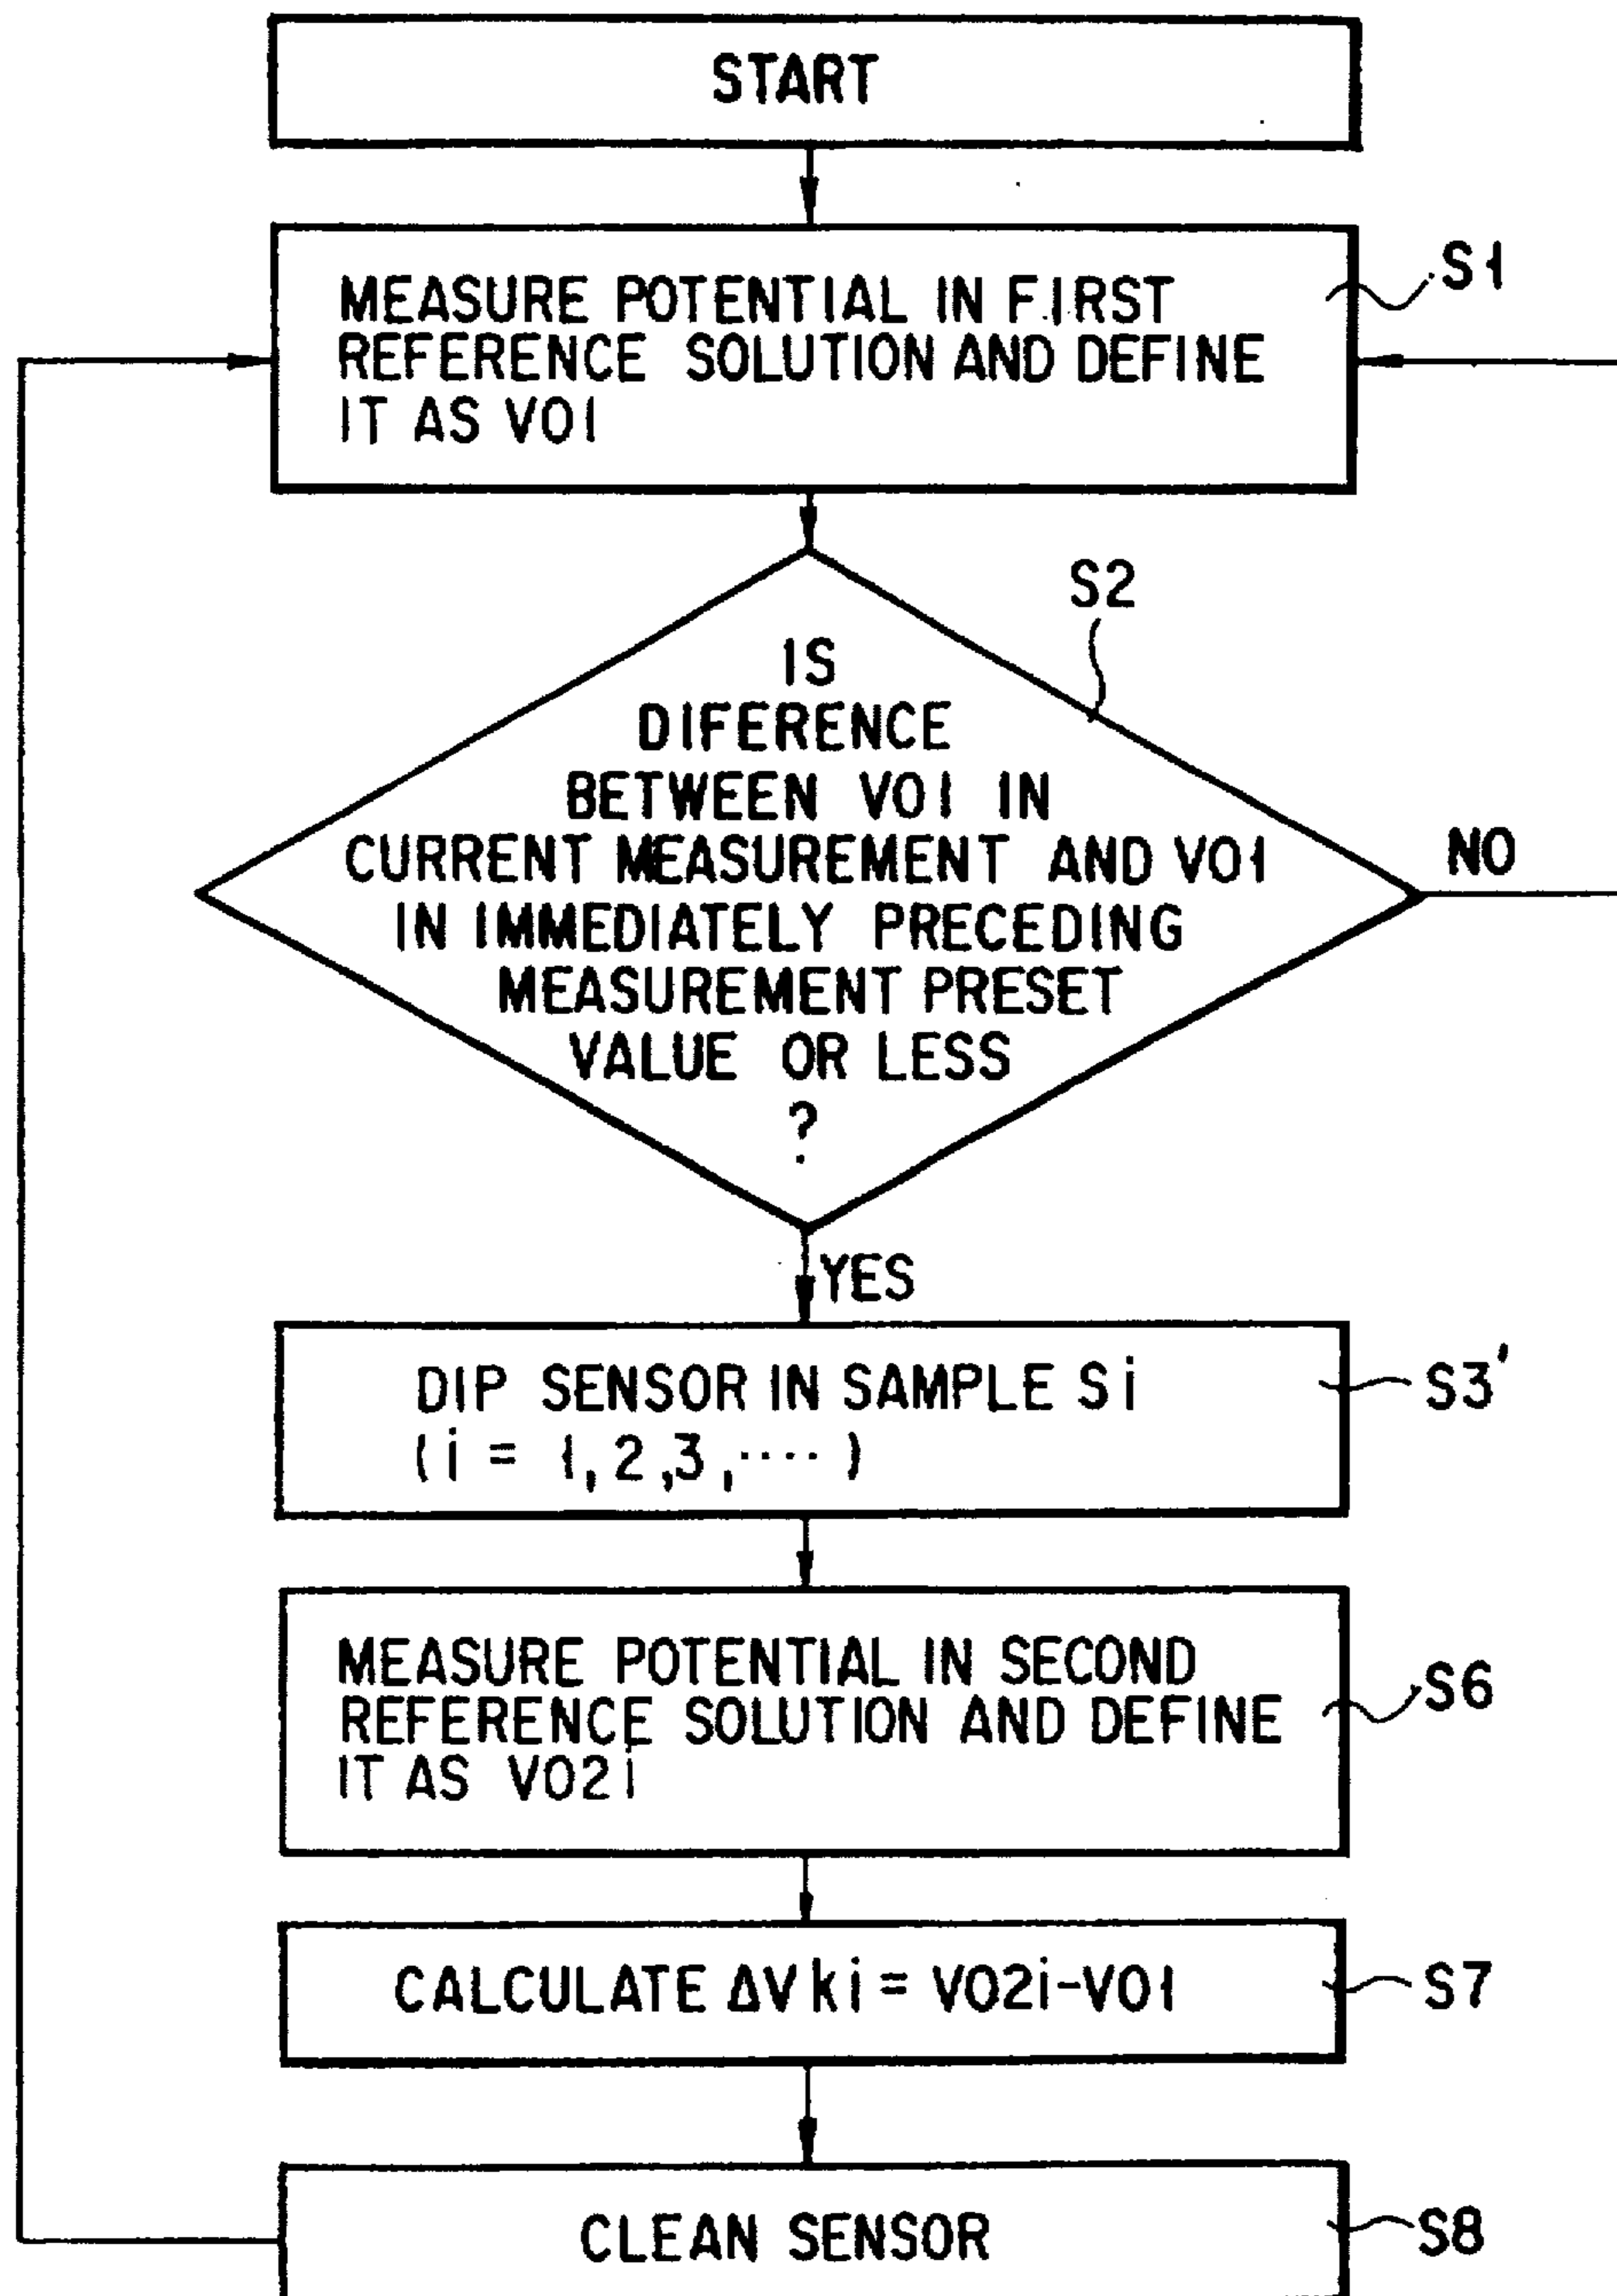 START
MEASURE POTENTIAL IN FIRST
REFERENCE SOLUTION AND DEFINE
IT AS V01
S1
S2
IS
DIFERENCE
BETWEEN V01 IN
CURRENT MEASUREMENT AND V01
IN IMMEDIATELY PRECEDING
MEASUREMENT PRESET
VALUE OR LESS
?
NO
YES
DIP SENSOR IN SAMPLE Si
(i = 1,2,3,····)
S3'
MEASURE POTENTIAL IN SECOND
REFERENCE SOLUTION AND DEFINE
IT AS V02i
S6
CALCULATE ΔVki = V02i-V01
S7
CLEAN SENSOR
S8